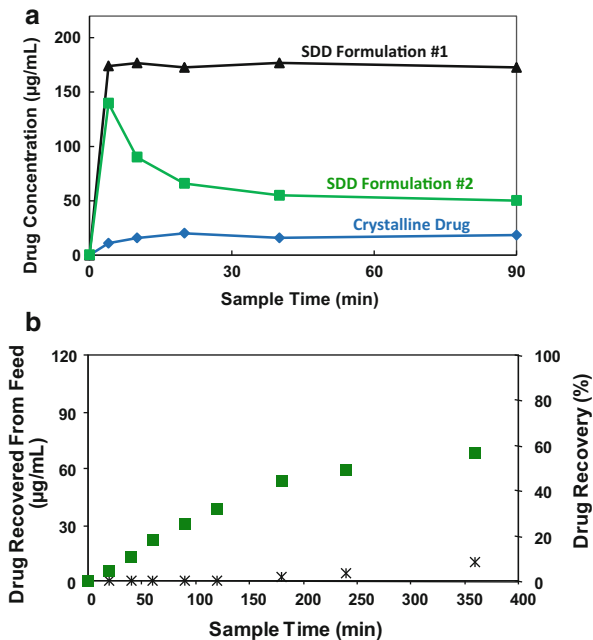 a
200
150
100
50
0
Drug Concentration (µg/mL)
SDD Formulation #1
SDD Formulation #2
Crystalline Drug
0 30 60 90
Sample Time (min)
b
120
90
60
30
0
Drug Recovered From Feed
(µg/mL)
100
80
60
40
20
0
Drug Recovery (%)
0 50 100 150 200 250 300 350 400
Sample Time (min)